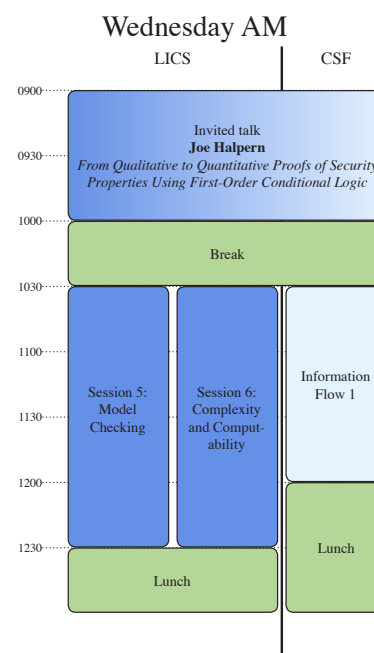 Wednesday AM
LICS
CSF
0900
Invited talk
Joe Halpern
0930
From Qualitative to Quantitative Proofs of Security
Properties Using First-Order Conditional Logic
1000
Break
1030
1100
Session 5:
Model
Checking
Session 6:
Complexity
and Comput-
ability
Information
Flow 1
1130
1200
1230
Lunch
Lunch